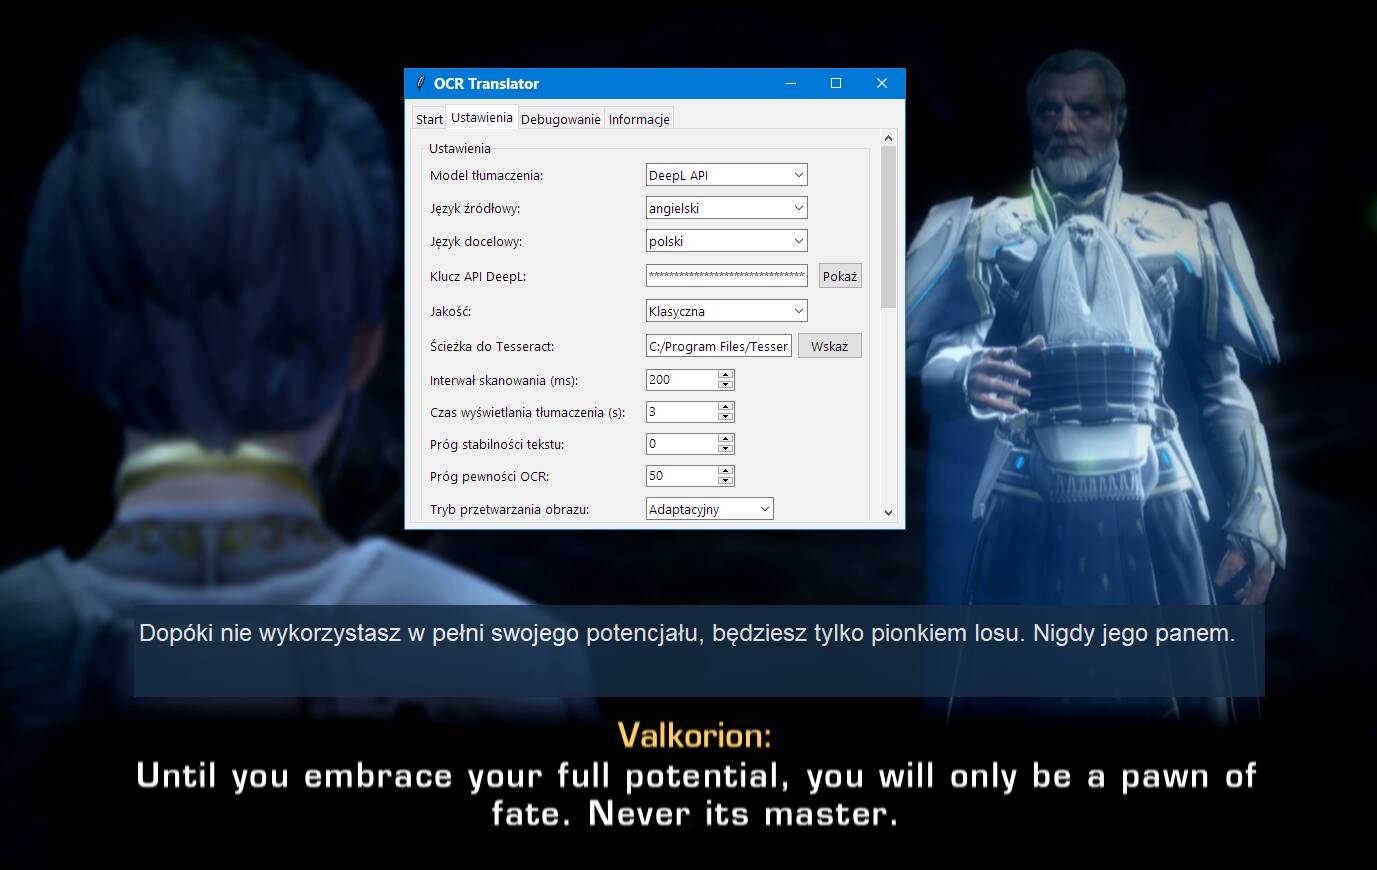 OCR Translator
Start Ustawienia Debugowanie Informacje
Ustawienia
Model tłumaczenia: DeepL API
Język źródłowy: angielski
Język docelowy: polski
Klucz API DeepL: ******************************* Pokaż
Jakość: Klasyczna
Ścieżka do Tesseract: C:/Program Files/Tesser Wskaż
Interwał skanowania (ms): 200
Czas wyświetlania tłumaczenia (s): 3
Próg stabilności tekstu: 0
Próg pewności OCR: 50
Tryb przetwarzania obrazu: Adaptacyjny
Dopóki nie wykorzystasz w pełni swojego potencjału, będziesz tylko pionkiem losu. Nigdy jego panem.
Valkorion:
Until you embrace your full potential, you will only be a pawn of
fate. Never its master.